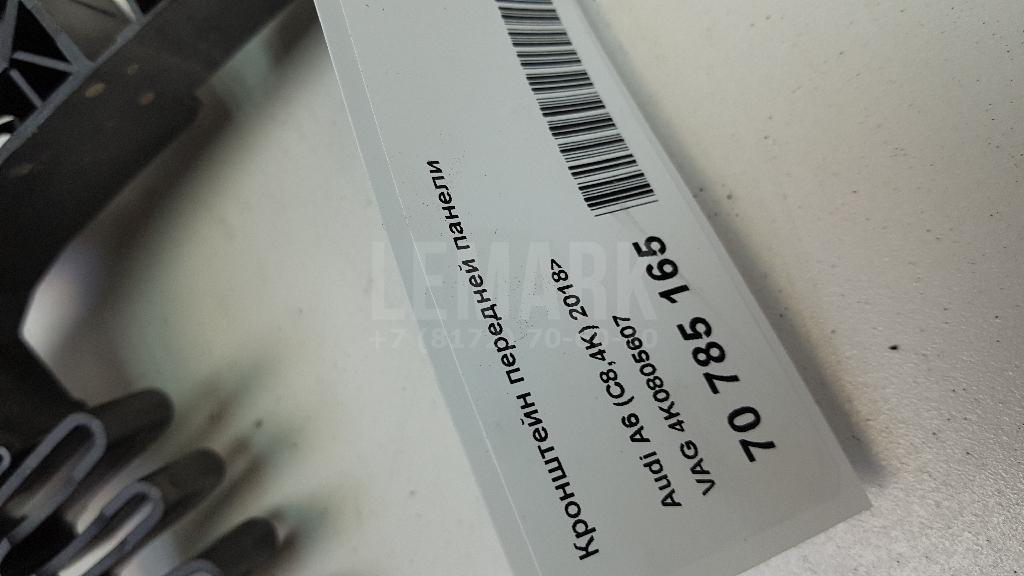 Кронштейн передней панели
Audi A6 (C8,4K) 2018>
VAG 4K0805607
70 785 165
LEMARK